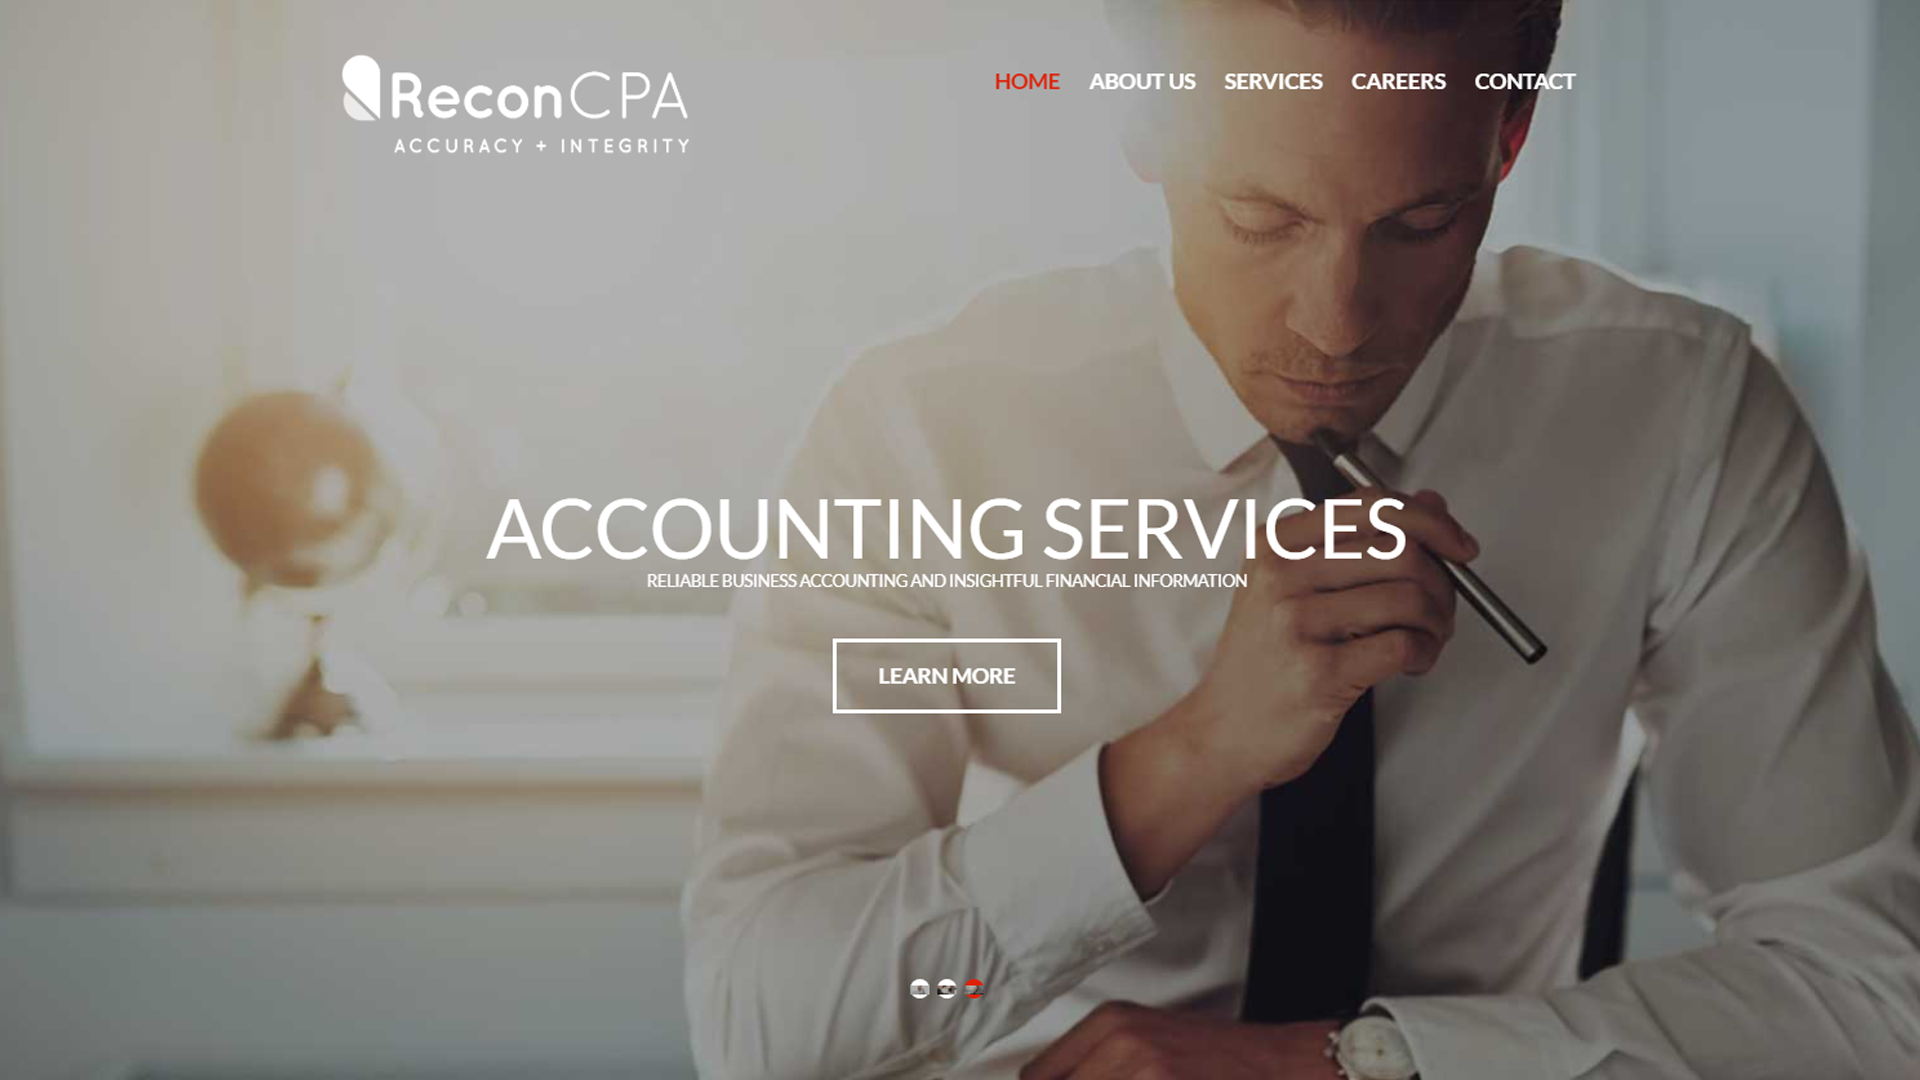 ReconCPA
ACCURACY + INTEGRITY
HOME ABOUT US SERVICES CAREERS CONTACT
ACCOUNTING SERVICES
RELIABLE BUSINESS ACCOUNTING AND INSIGHTFUL FINANCIAL INFORMATION
LEARN MORE